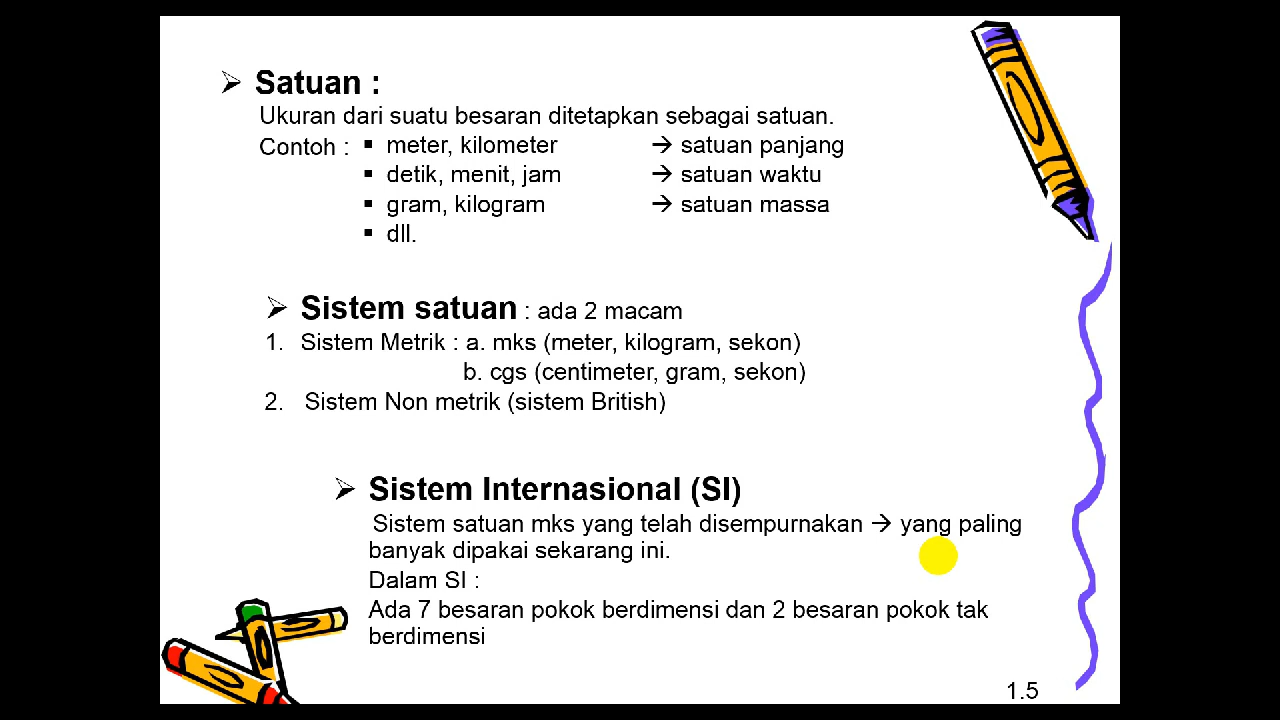 Satuan :
Ukuran dari suatu besaran ditetapkan sebagai satuan.
Contoh : ▪ meter, kilometer → satuan panjang
▪ detik, menit, jam → satuan waktu
▪ gram, kilogram → satuan massa
▪ dll.
Sistem satuan : ada 2 macam
1. Sistem Metrik : a. mks (meter, kilogram, sekon)
b. cgs (centimeter, gram, sekon)
2. Sistem Non metrik (sistem British)
Sistem Internasional (SI)
Sistem satuan mks yang telah disempurnakan → yang paling
banyak dipakai sekarang ini.
Dalam SI :
Ada 7 besaran pokok berdimensi dan 2 besaran pokok tak
berdimensi
1.5